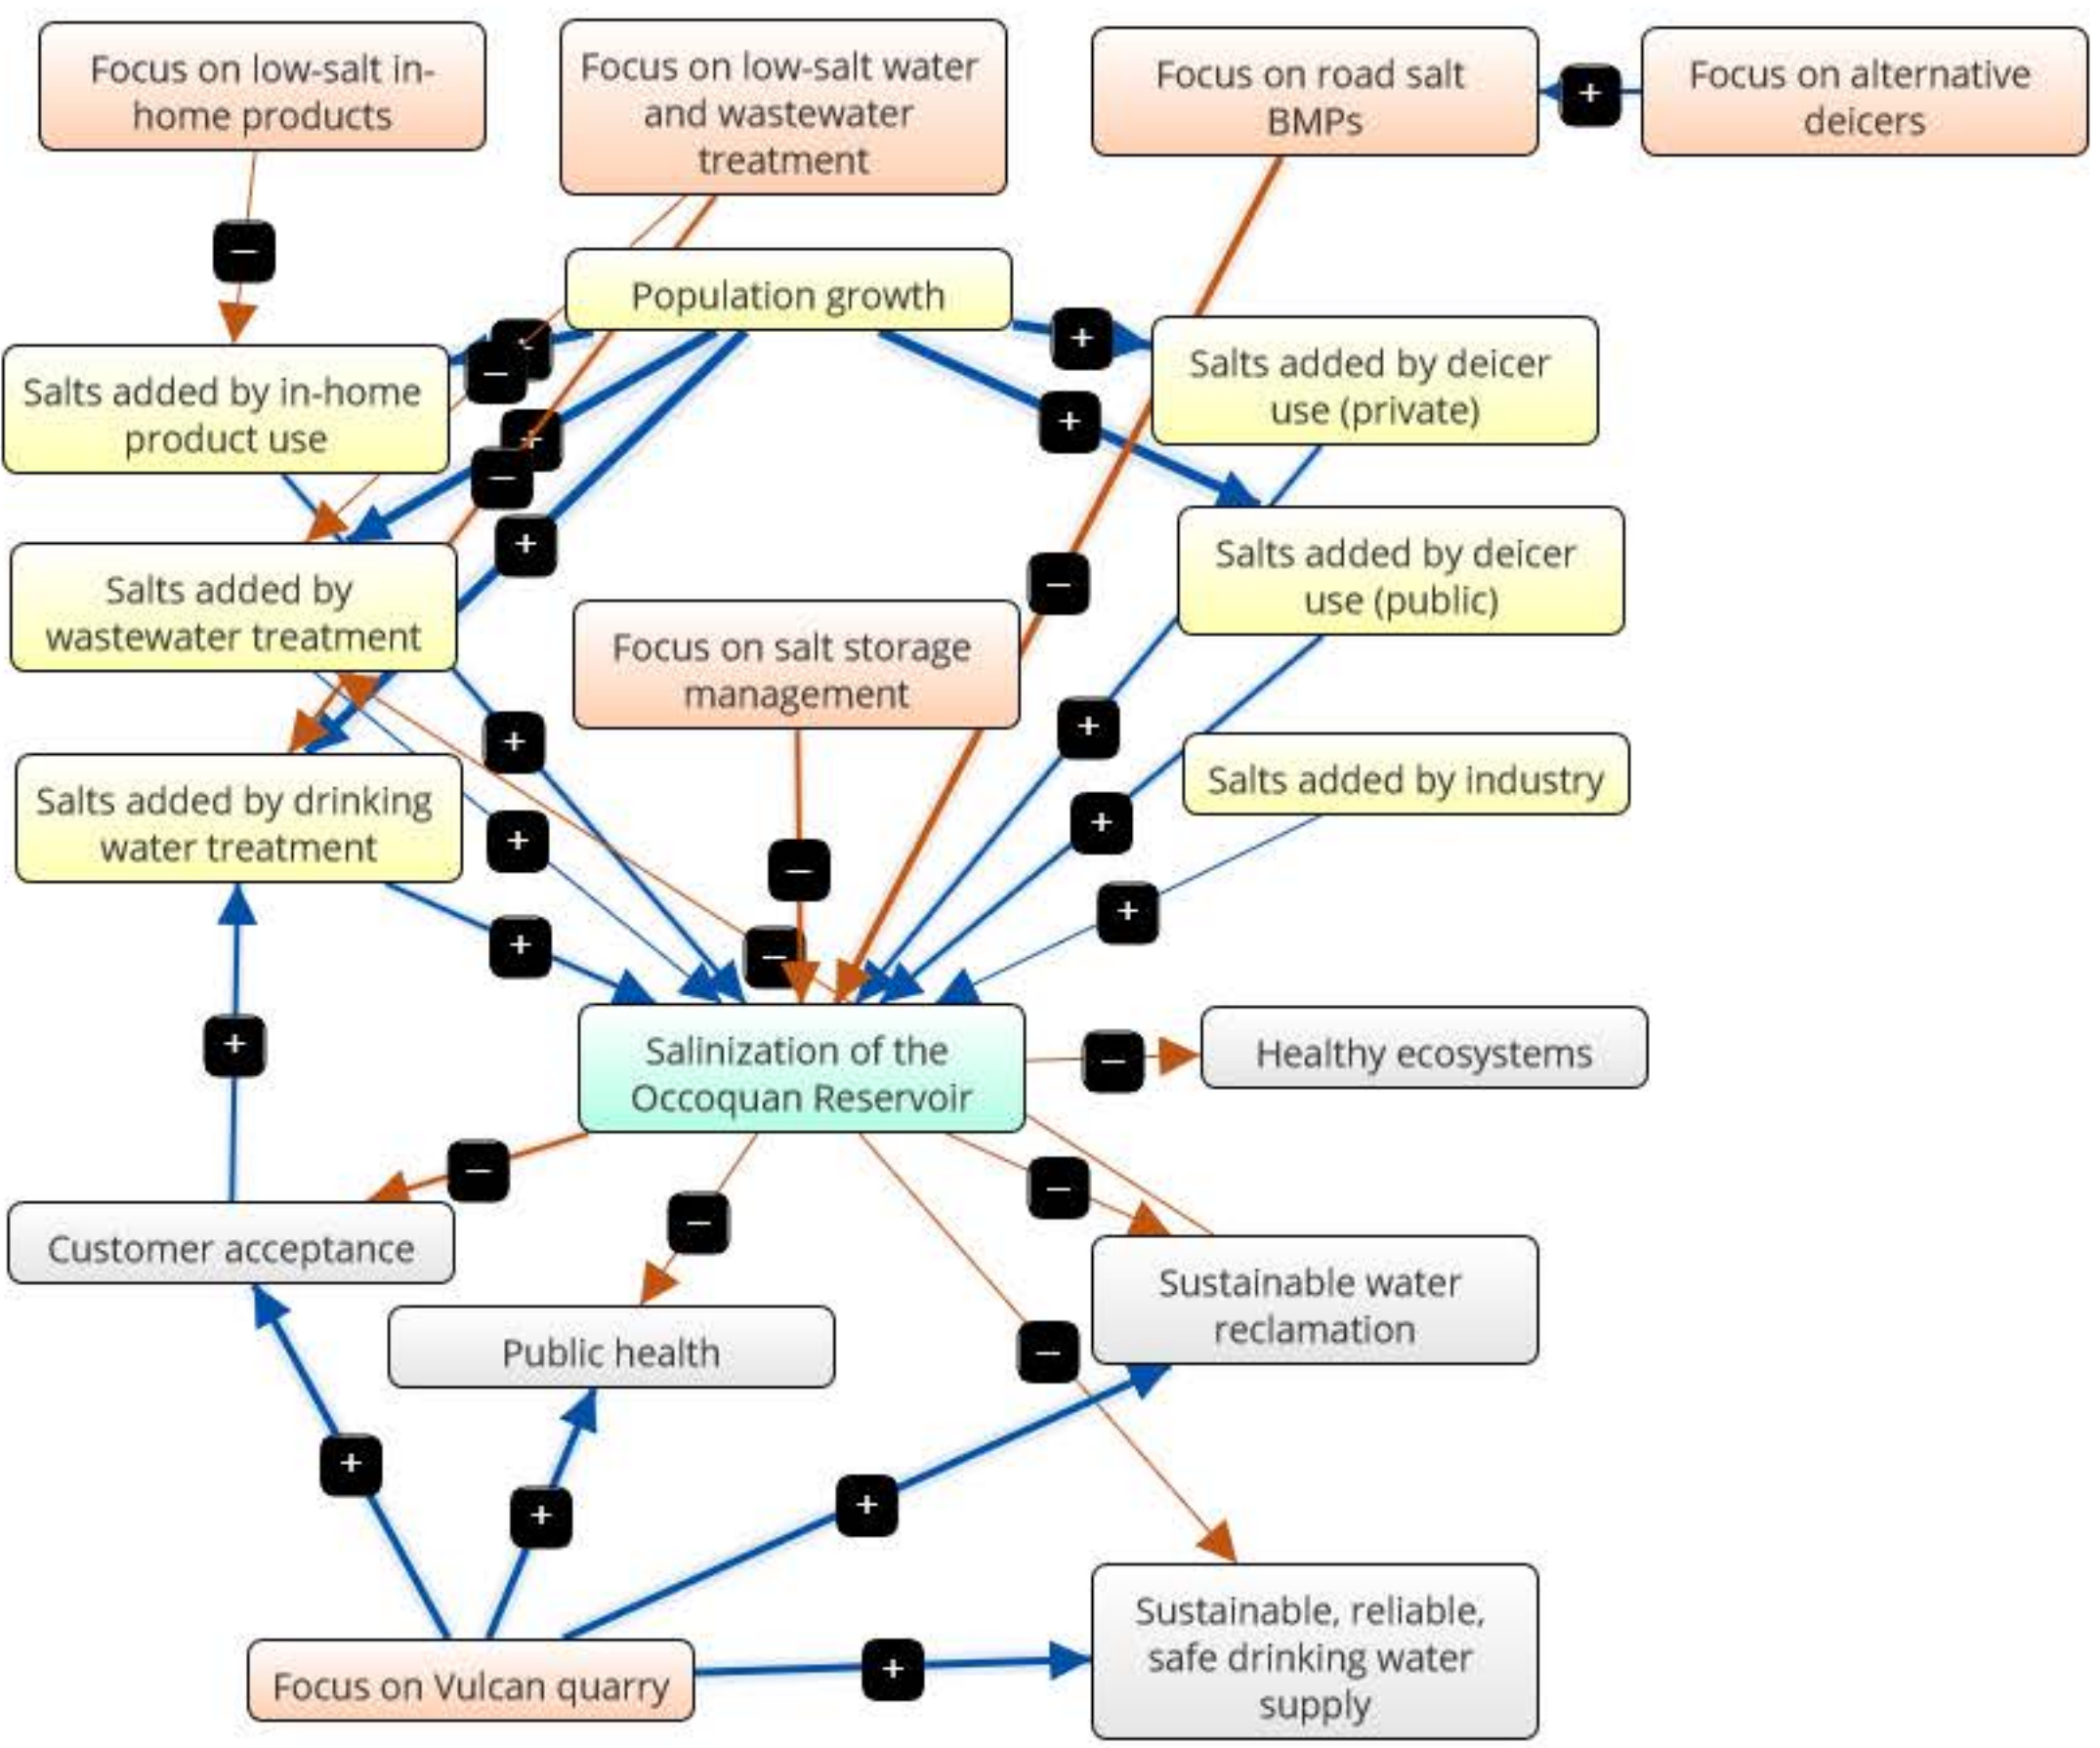 Focus on low-salt in-
home products
Focus on low-salt water
and wastewater
treatment
Focus on road salt
BMPs
+
Focus on alternative
deicers
–
Population growth
+
Salts added by deicer
use (private)
–
Salts added by in-home
product use
+
+
–
+
Salts added by deicer
use (public)
–
Salts added by
wastewater treatment
Focus on salt storage
management
+
+
Salts added by industry
Salts added by drinking
water treatment
+
+
–
+
+
–
+
Salinization of the
Occoquan Reservoir
–
Healthy ecosystems
–
–
–
Customer acceptance
Sustainable water
reclamation
Public health
–
+
+
+
Sustainable, reliable,
safe drinking water
supply
Focus on Vulcan quarry
+